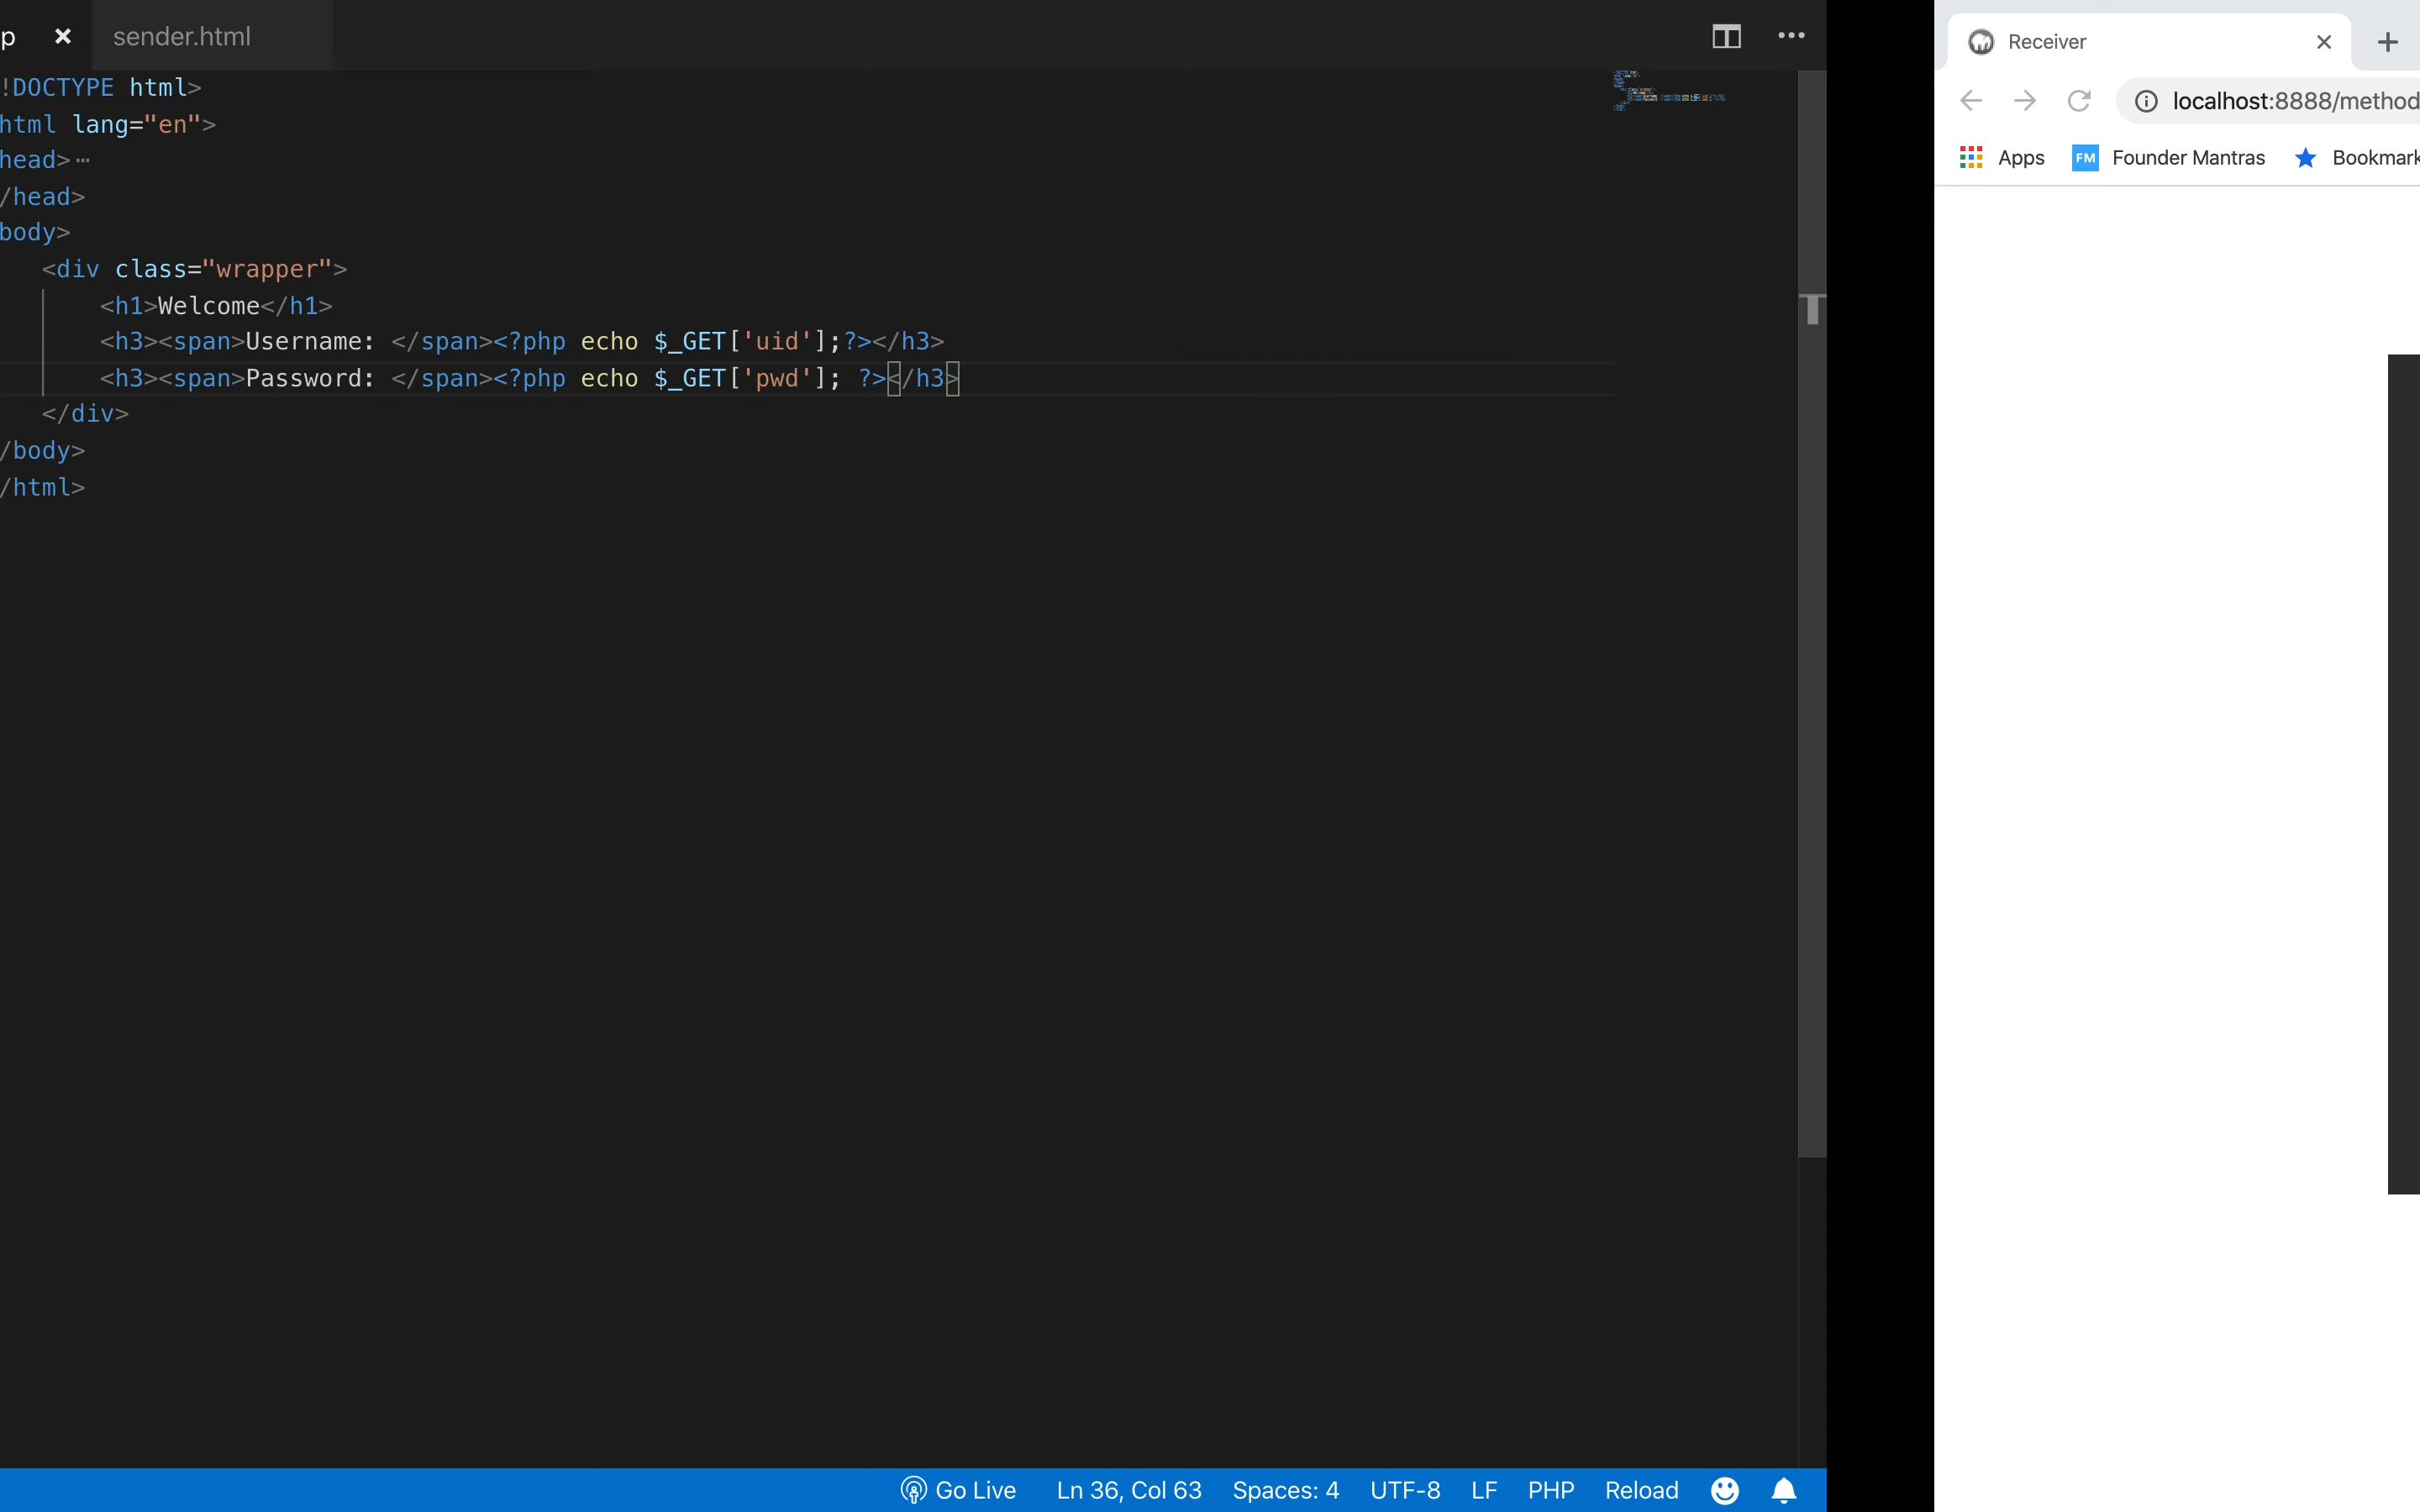 p × sender.html
!DOCTYPE html>
html lang="en">
head>…
/head>
body>
<div class="wrapper">
<h1>Welcome</h1>
<h3><span>Username: </span><?php echo $_GET['uid'];?></h3>
<h3><span>Password: </span><?php echo $_GET['pwd']; ?></h3>
</div>
/body>
/html>
Go Live Ln 36, Col 63 Spaces: 4 UTF-8 LF PHP Reload
Receiver
localhost:8888/method
Apps FM Founder Mantras Bookmark